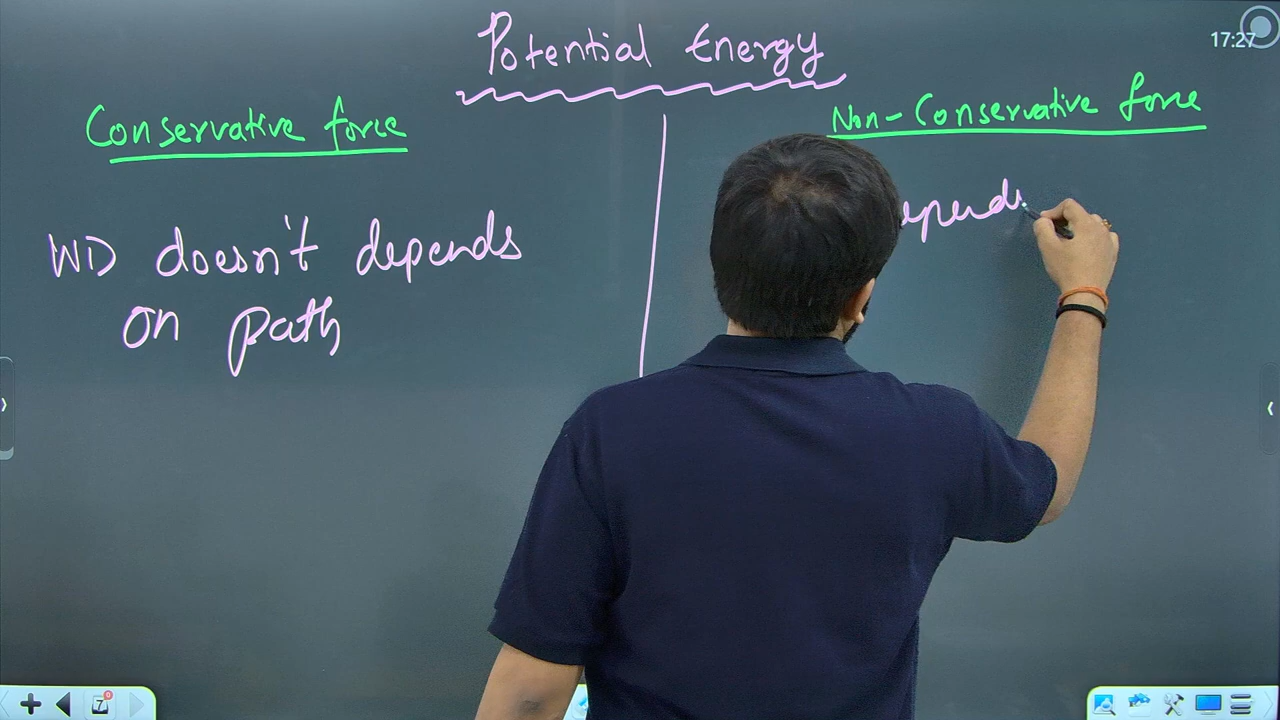 Potential Energy
17:27
Conservative force
Non-Conservative force
WD doesn't depends
on path